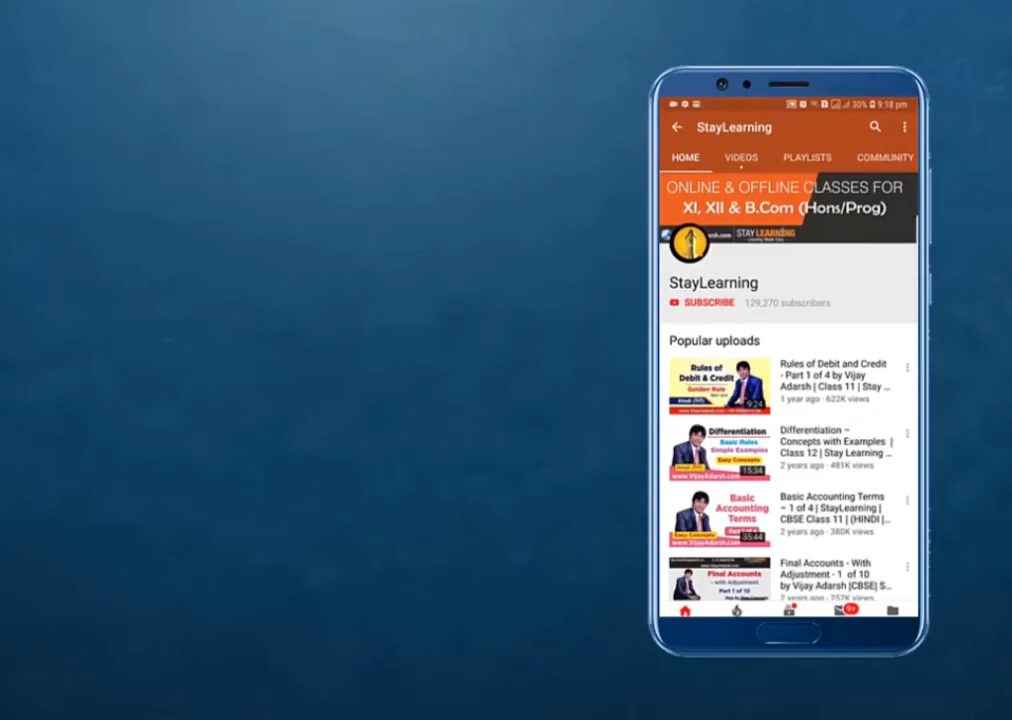 30% 9:18 pm
StayLearning
HOME VIDEOS PLAYLISTS COMMUNITY
ONLINE & OFFLINE CLASSES FOR
XI, XII & B.Com (Hons/Prog)
STAY LEARNING
StayLearning
SUBSCRIBE 129,270 subscribers
Popular uploads
Rules of
Debit & Credit
Golden Rule
Hindi (हिंदी)
9:24
Rules of Debit and Credit
- Part 1 of 4 by Vijay
Adarsh | Class 11 | Stay ...
1 year ago · 622K views
Differentiation
Basic Rules
Simple Examples
Easy Concepts
15:34
www.VijayAdarsh.com
Differentiation –
Concepts with Examples |
Class 12 | Stay Learning ...
2 years ago · 481K views
Basic
Accounting
Terms
Easy Concepts
35:44
www.VijayAdarsh.com
Basic Accounting Terms
– 1 of 4 | StayLearning |
CBSE Class 11 | (HINDI |...
2 years ago · 380K views
Final Accounts
- with Adjustment
Part 1 of 10
Final Accounts - With
Adjustment - 1 of 10
by Vijay Adarsh |CBSE| S...
2 years ago · 252K views
9+